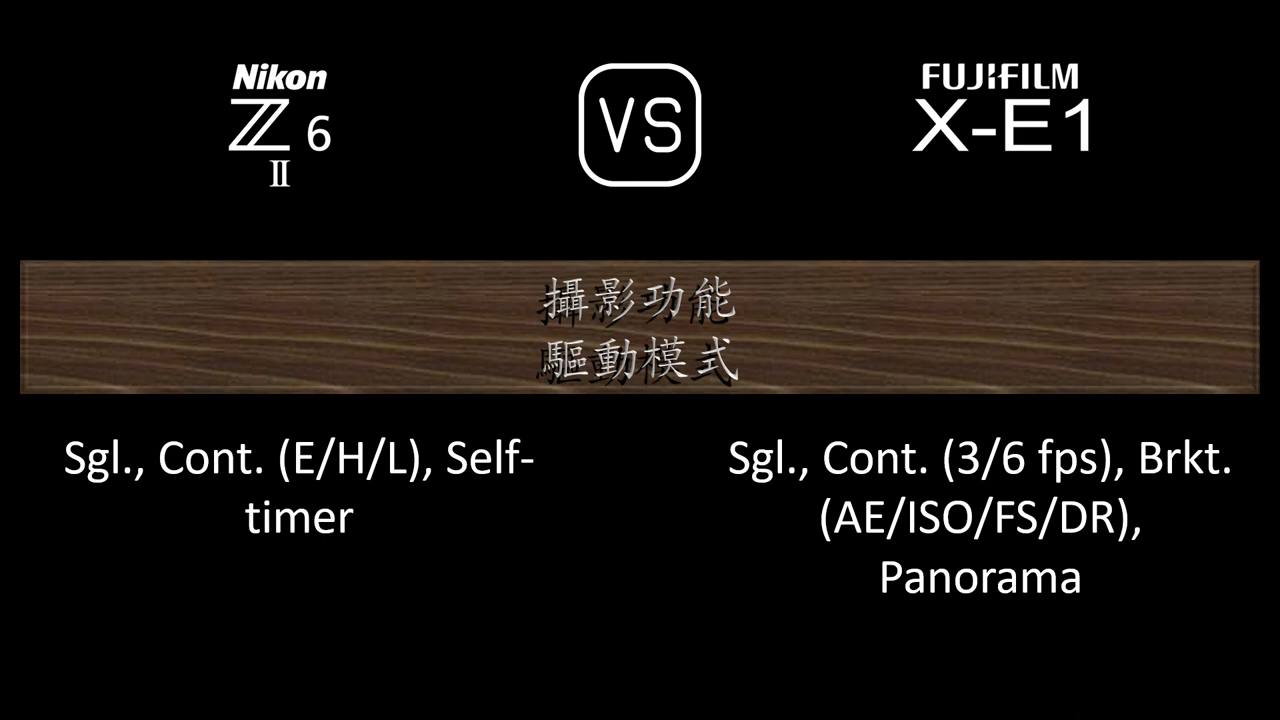 Nikon
Z 6
II
VS
FUJIFILM
X-E1
攝影功能
驅動模式
Sgl., Cont. (E/H/L), Self-
timer
Sgl., Cont. (3/6 fps), Brkt.
(AE/ISO/FS/DR),
Panorama